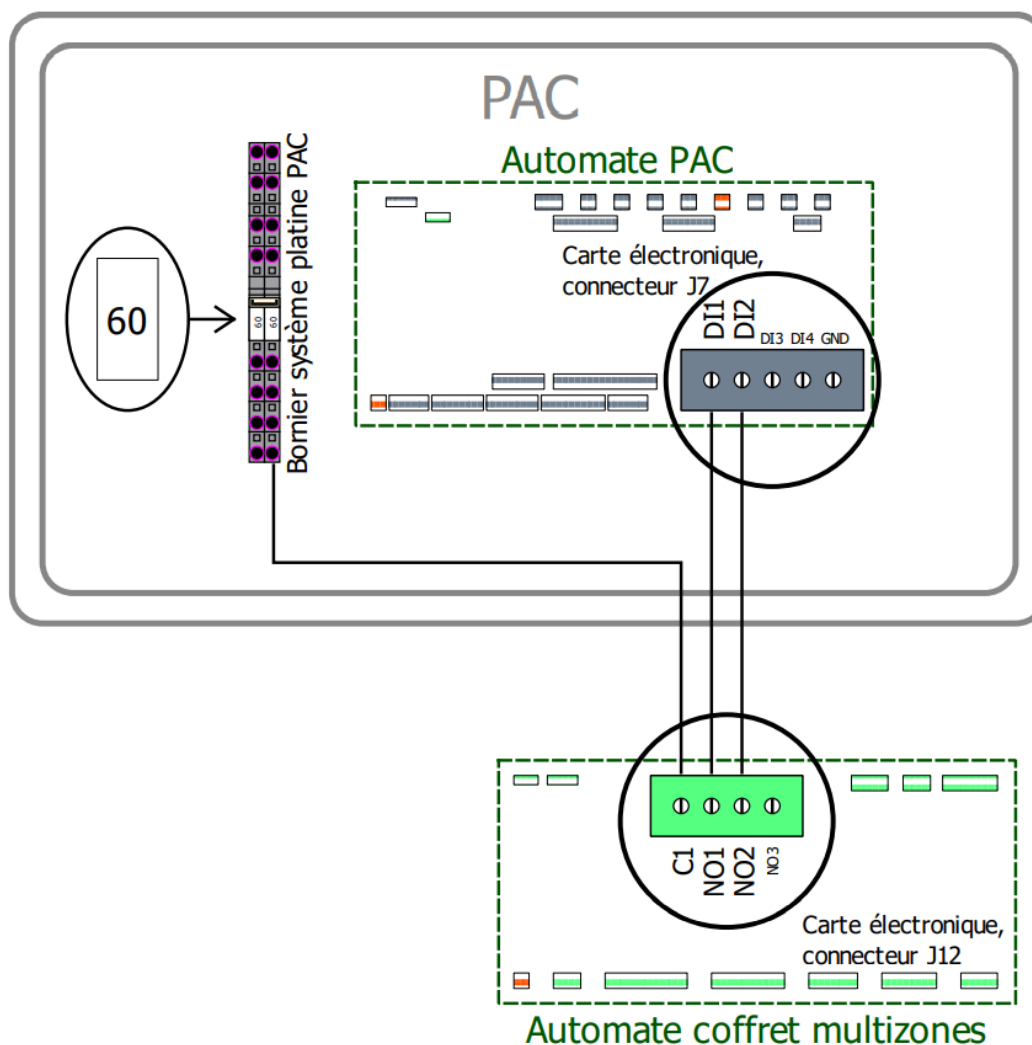 PAC
Automate PAC
Bornier système platine PAC
60
60
60
Carte électronique,
connecteur J7
DI1
DI2
DI3
DI4
GND
C1
NO1
NO2
NO3
Carte électronique,
connecteur J12
Automate coffret multizones